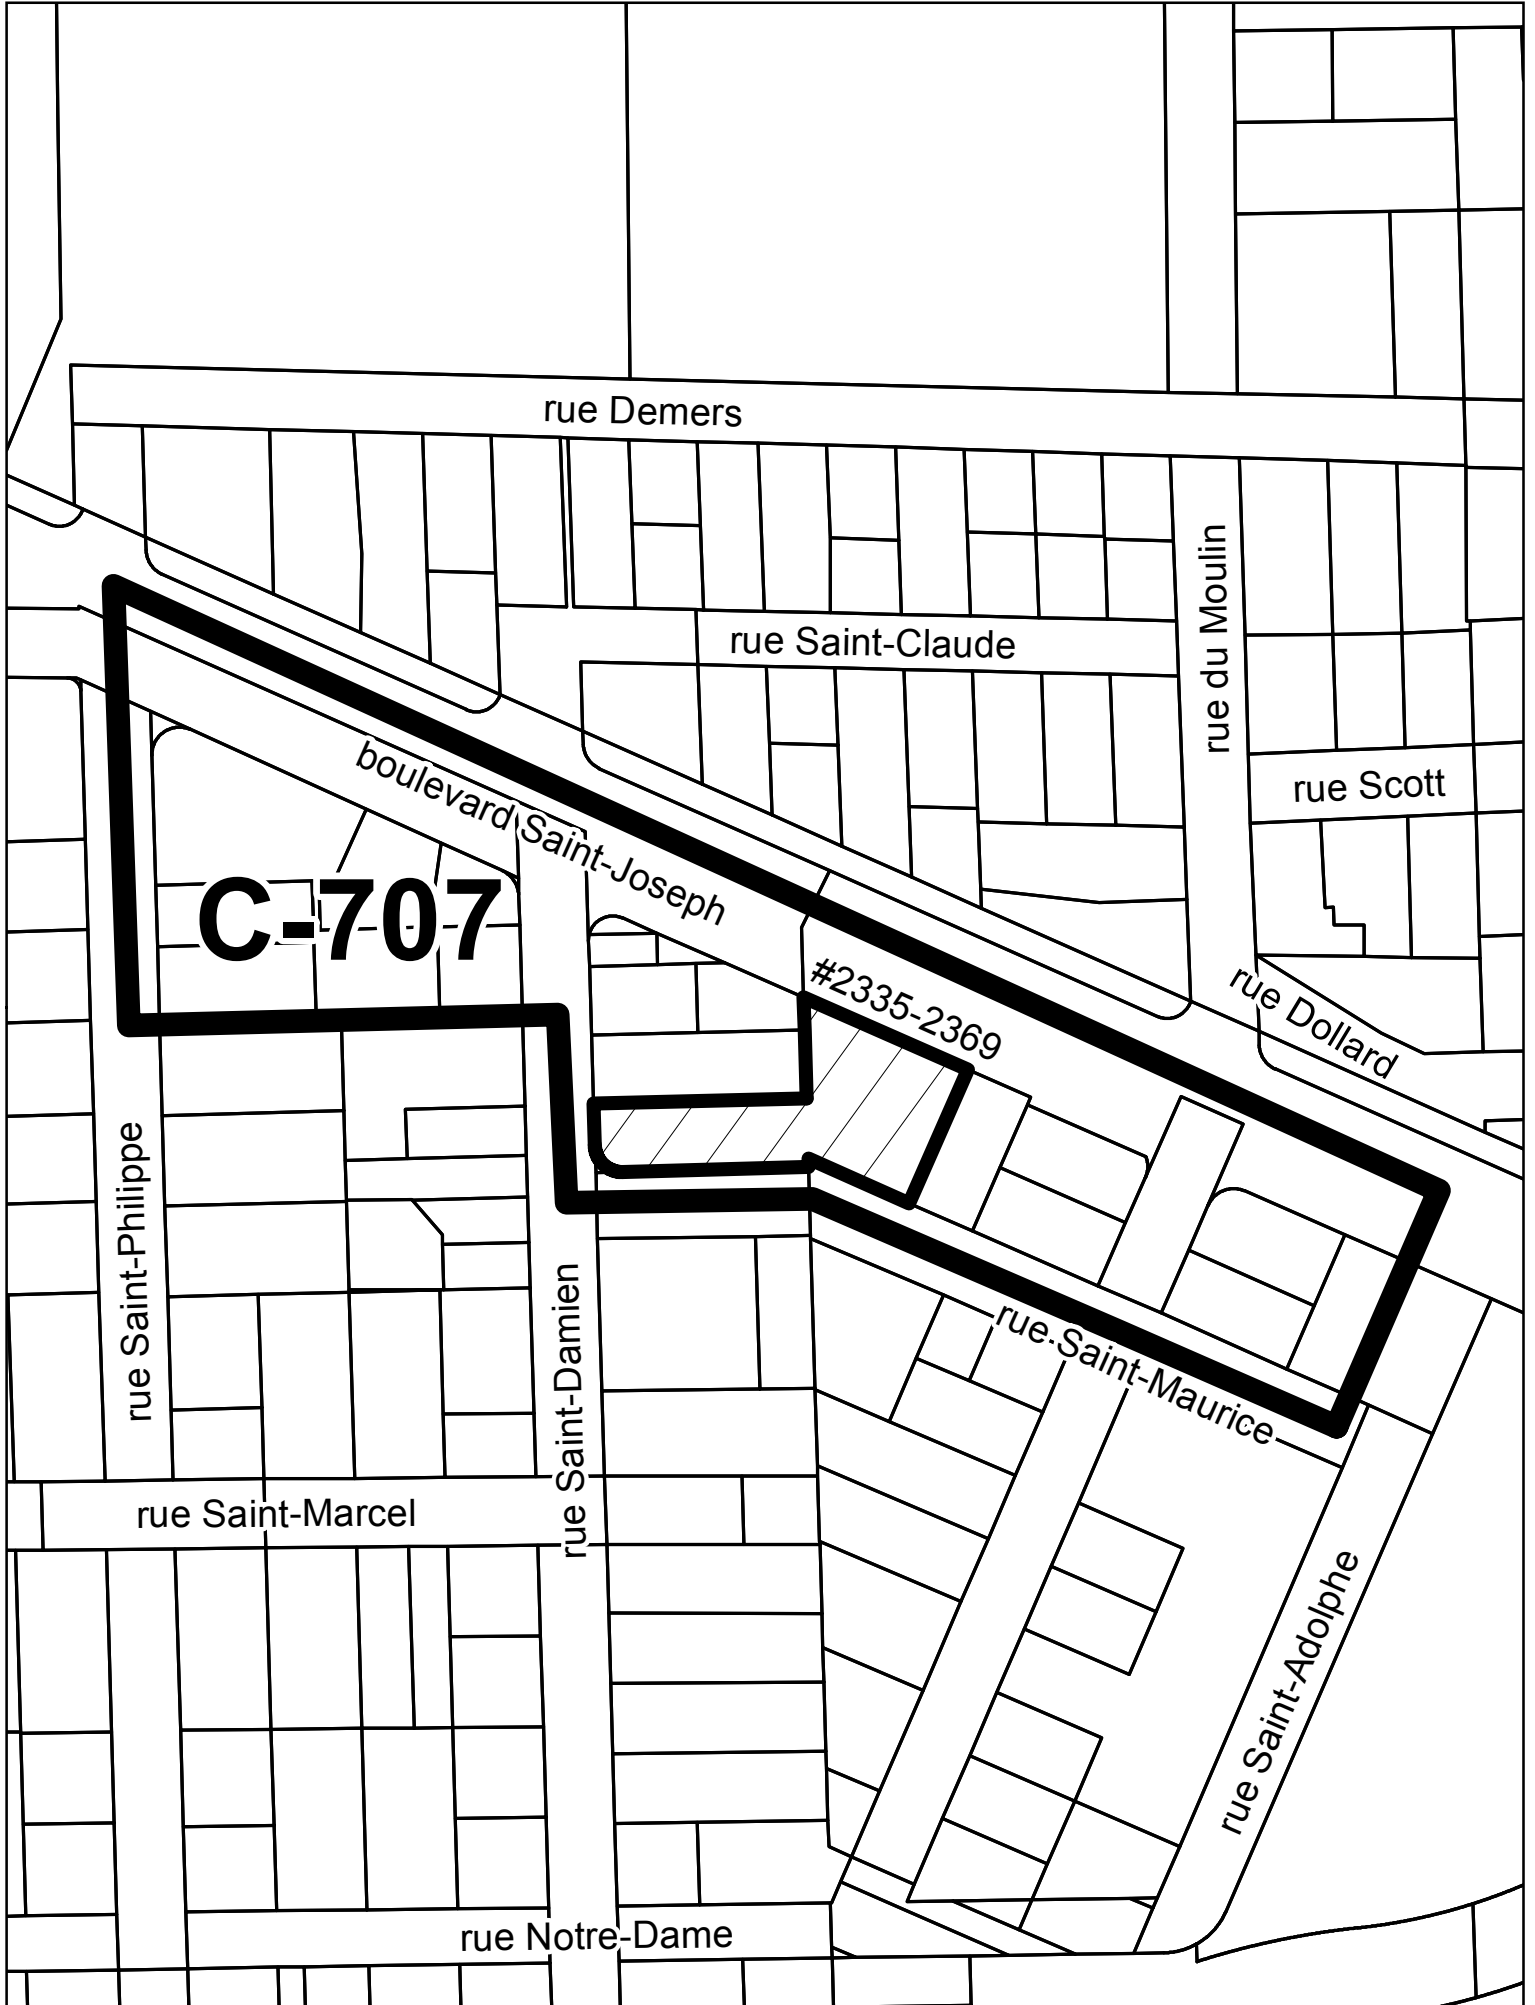 rue Demers
rue Saint-Claude
rue du Moulin
rue Scott
boulevard Saint-Joseph
C-707
#2335-2369
rue Dollard
rue Saint-Philippe
rue Saint-Damien
rue Saint-Maurice
rue Saint-Marcel
rue Saint-Adolphe
rue Notre-Dame